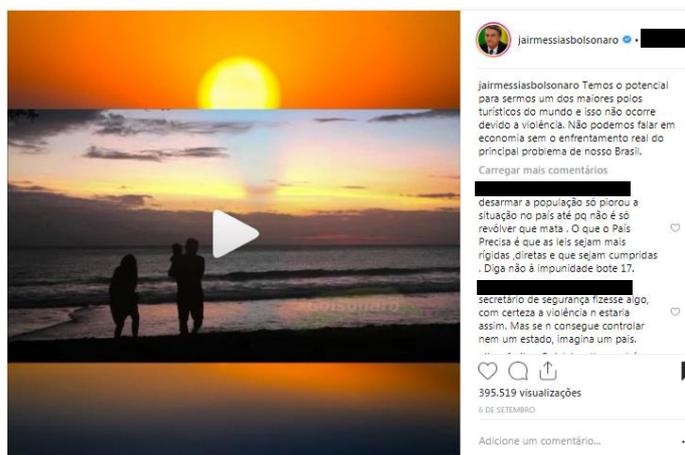 jairmessiasbolsonaro •
jairmessiasbolsonaro Temos o potencial
para sermos um dos maiores polos
turísticos do mundo e isso não ocorre
devido a violência. Não podemos falar em
economia sem o enfrentamento real do
principal problema de nosso Brasil.
Carregar mais comentários
desarmar a população só piorou a
situação no país até pq não é só
revólver que mata . O que o País
Precisa é que as leis sejam mais
rígidas ,diretas e que sejam cumpridas
. Diga não à impunidade bote 17.
secretário de segurança fizesse algo,
com certeza a violência n estaria
assim. Mas se n consegue controlar
nem um estado, imagina um país.
Bolsonaro
395.519 visualizações
6 DE SETEMBRO
Adicione um comentário...